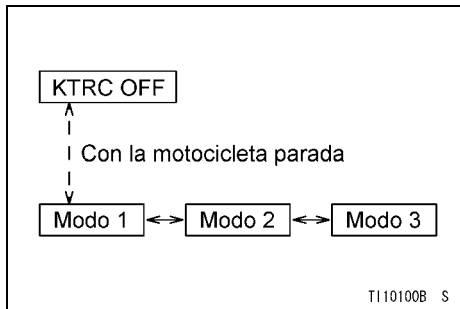 KTRC OFF
Con la motocicleta parada
Modo 1 Modo 2 Modo 3
TI10100B S